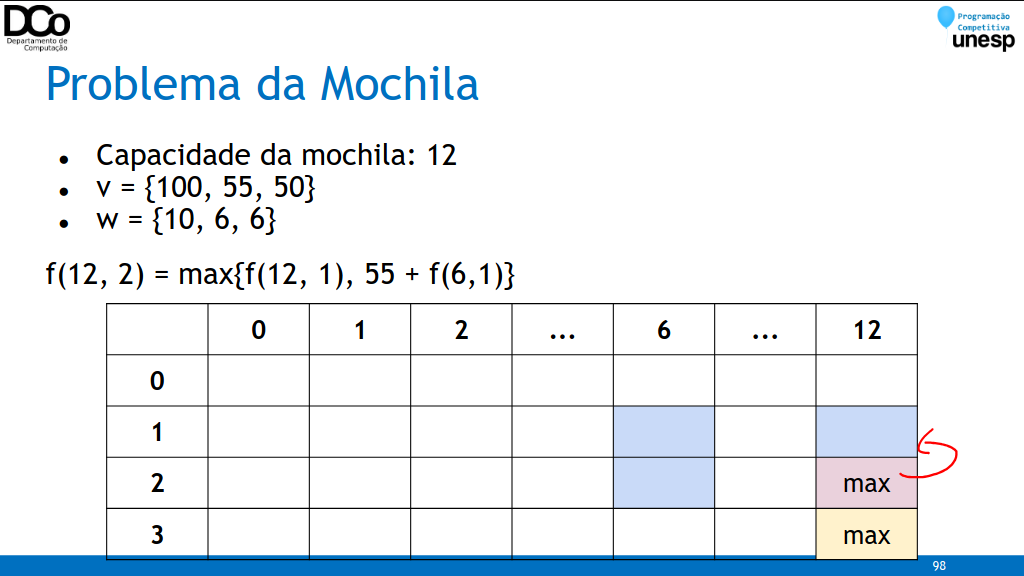 DCo
Departamento de
Computação
Programação
Competitiva
unesp
Problema da Mochila
• Capacidade da mochila: 12
• v = {100, 55, 50}
• w = {10, 6, 6}
f(12, 2) = max{f(12, 1), 55 + f(6,1)}
0 1 2 ... 6 ... 12
0
1
2 max
3 max
98